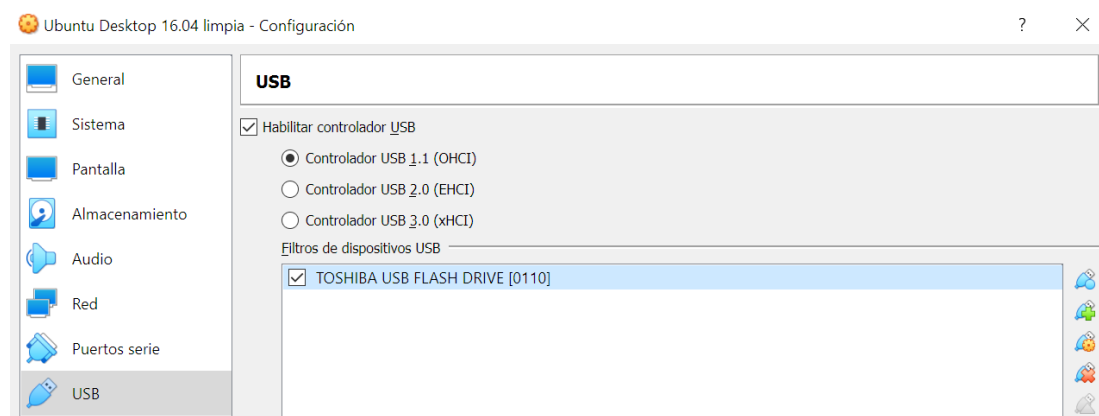 Ubuntu Desktop 16.04 limpia - Configuración ?
General
Sistema
Pantalla
Almacenamiento
Audio
Red
Puertos serie
USB
USB
Habilitar controlador USB
Controlador USB 1.1 (OHCI)
Controlador USB 2.0 (EHCI)
Controlador USB 3.0 (xHCI)
Filtros de dispositivos USB
TOSHIBA USB FLASH DRIVE [0110]